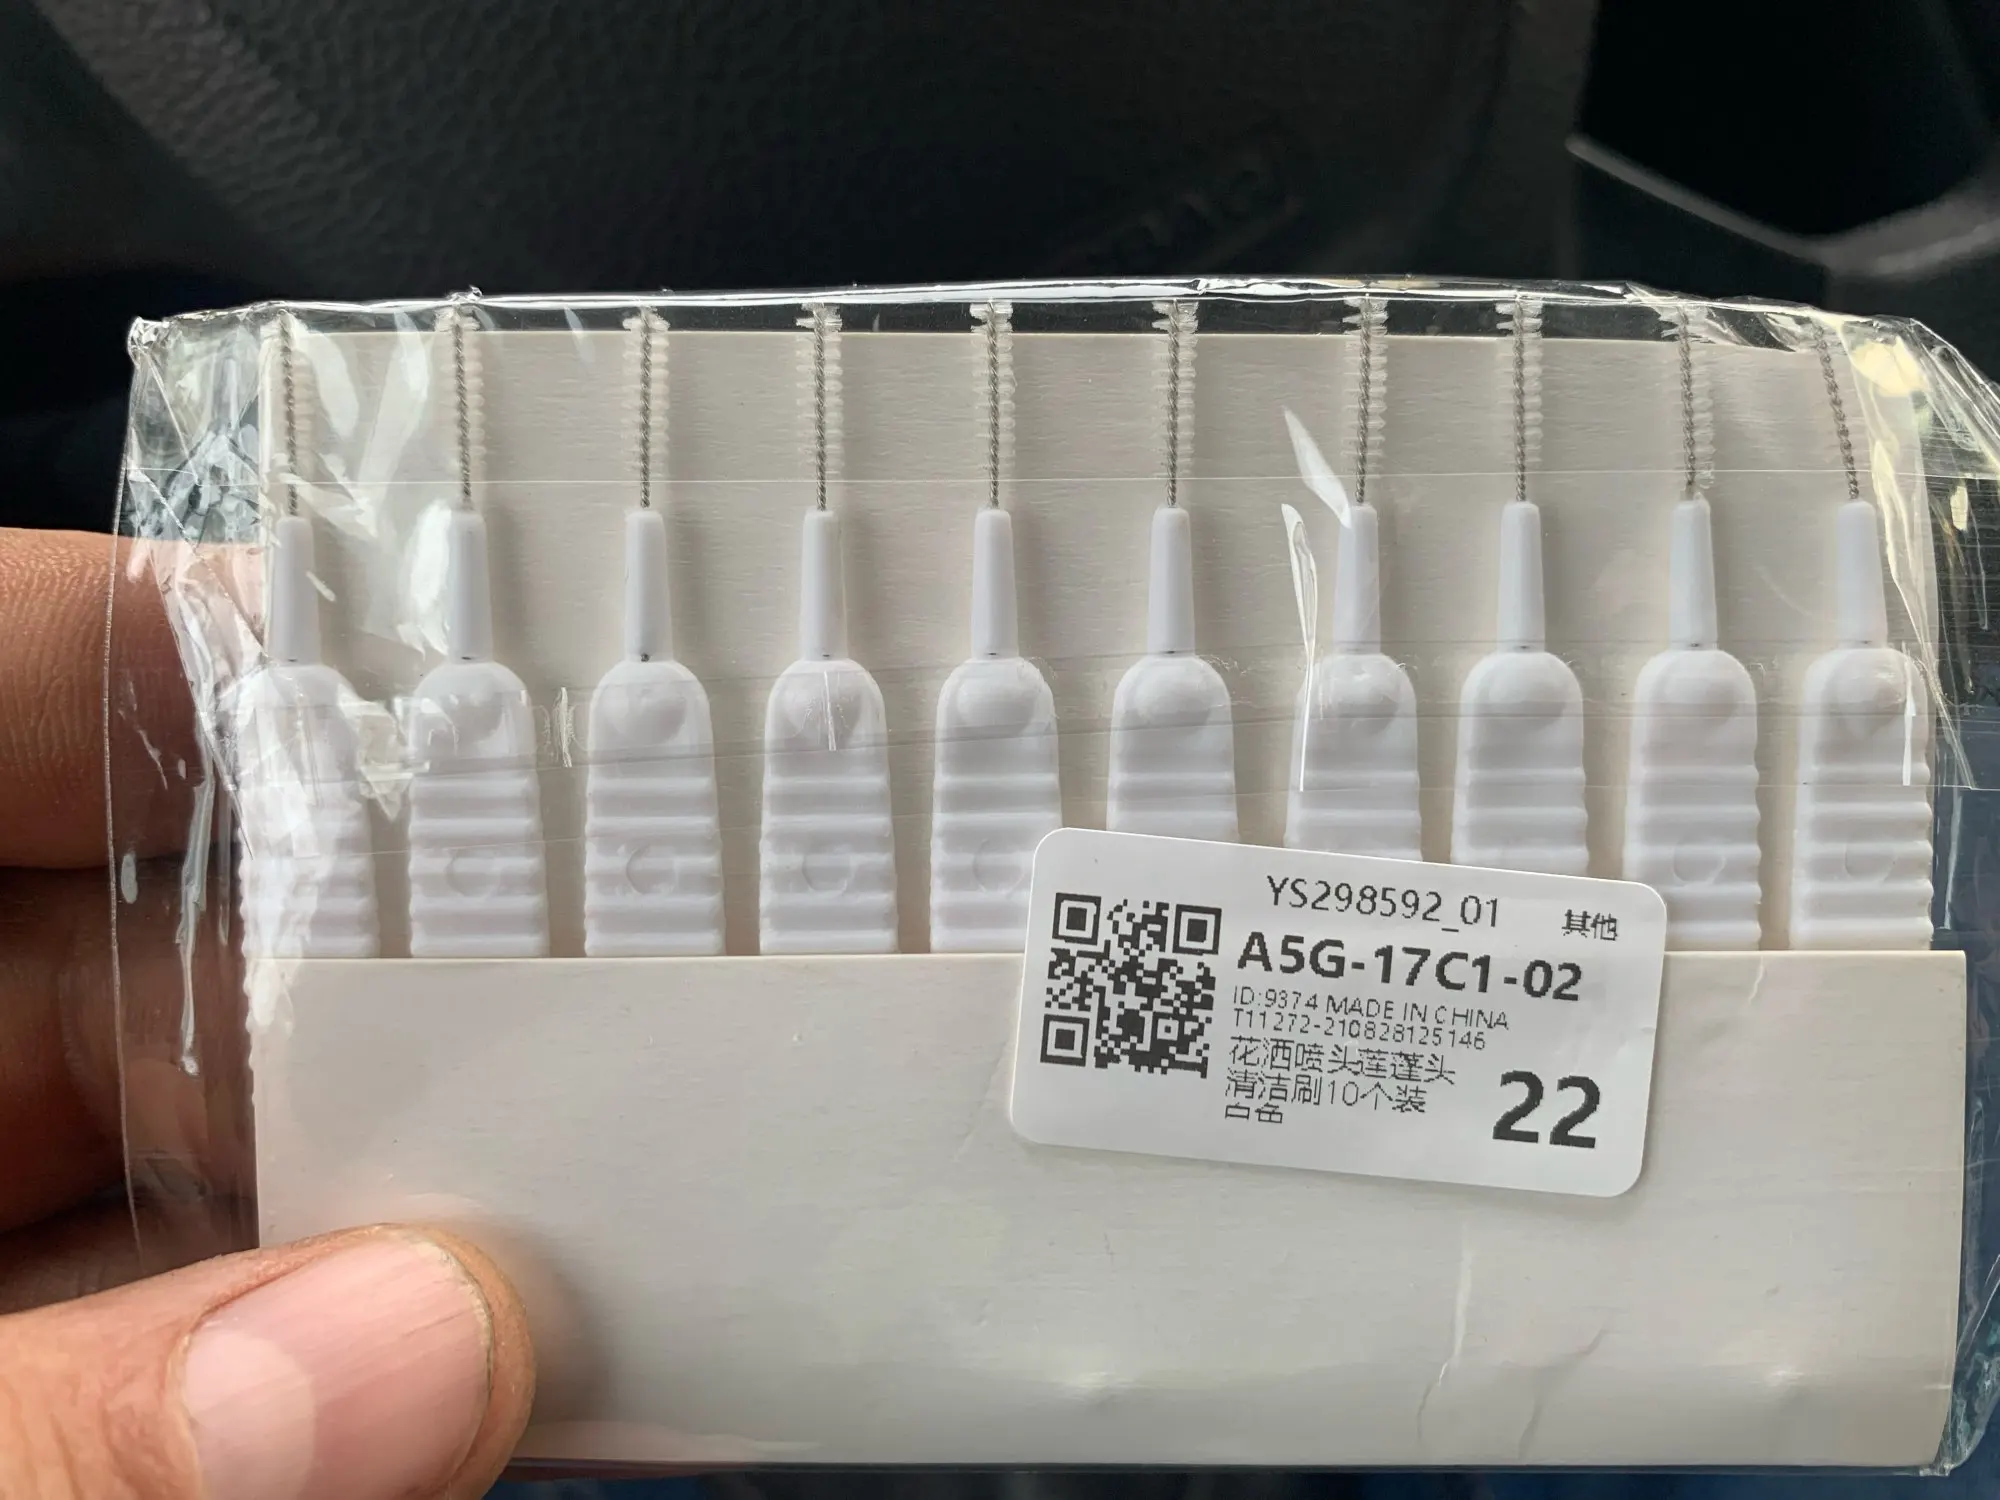 YS298592_01 其他
A5G-17C1-02
ID:9374 MADE IN CHINA
T11272-210828125146
花洒喷头莲蓬头
清洁刷10个装
白色
22